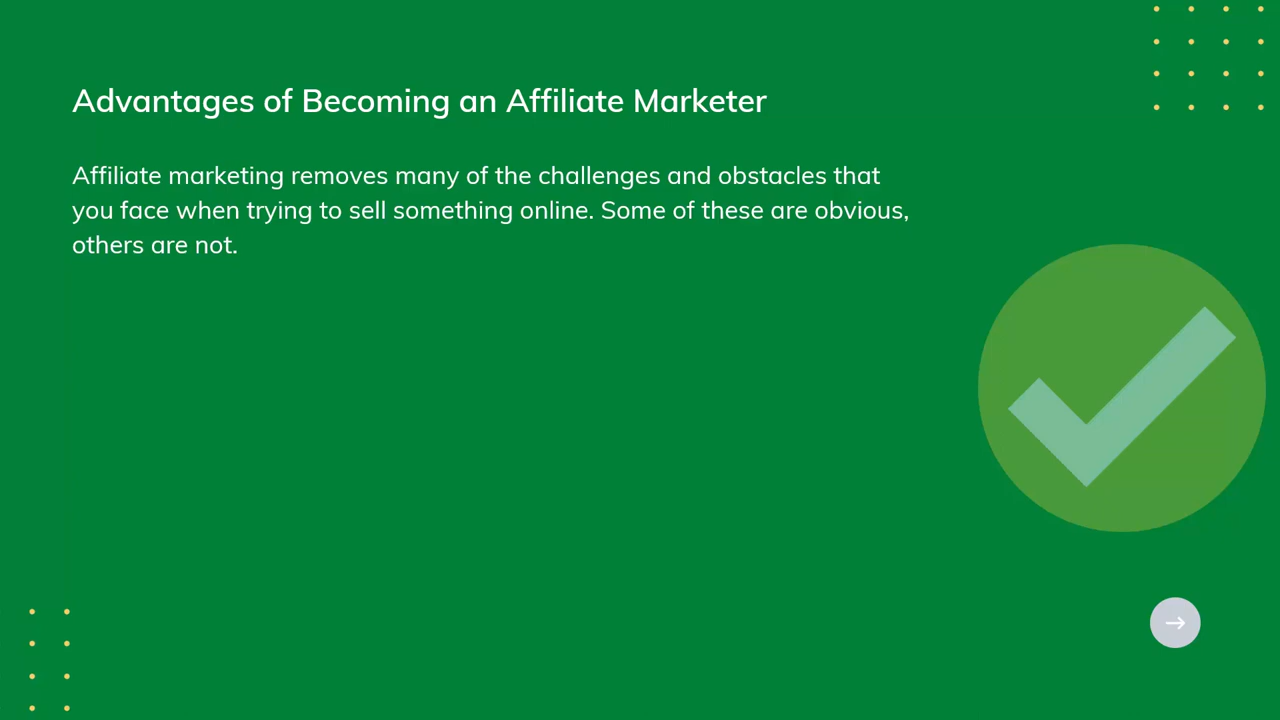 Advantages of Becoming an Affiliate Marketer
Affiliate marketing removes many of the challenges and obstacles that
you face when trying to sell something online. Some of these are obvious,
others are not.